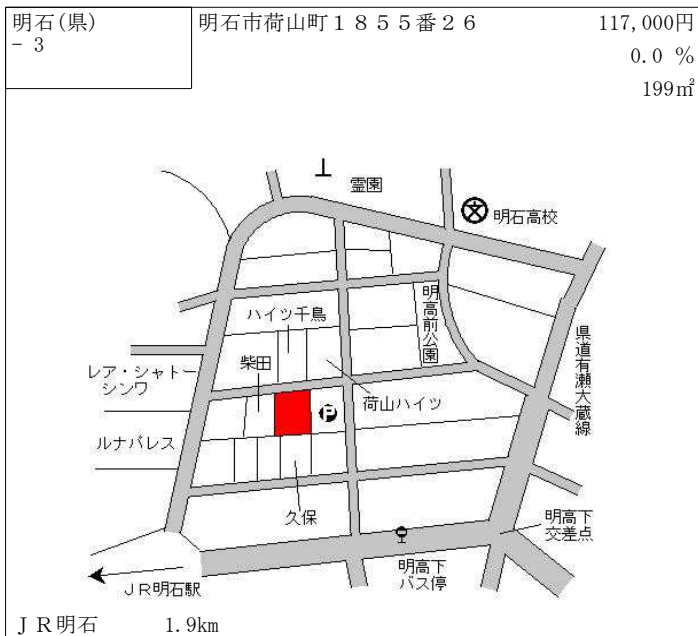 明石(県)
- 3
明石市荷山町１８５５番２６
117,000円
0.0 %
199㎡
霊園
明石高校
ハイツ千鳥
明高前公園
柴田
レア・シャトー
シンワ
県道有瀬大蔵線
荷山ハイツ
P
ルナパレス
久保
明高下
交差点
明高下
バス停
ＪＲ明石駅
ＪＲ明石 1.9km